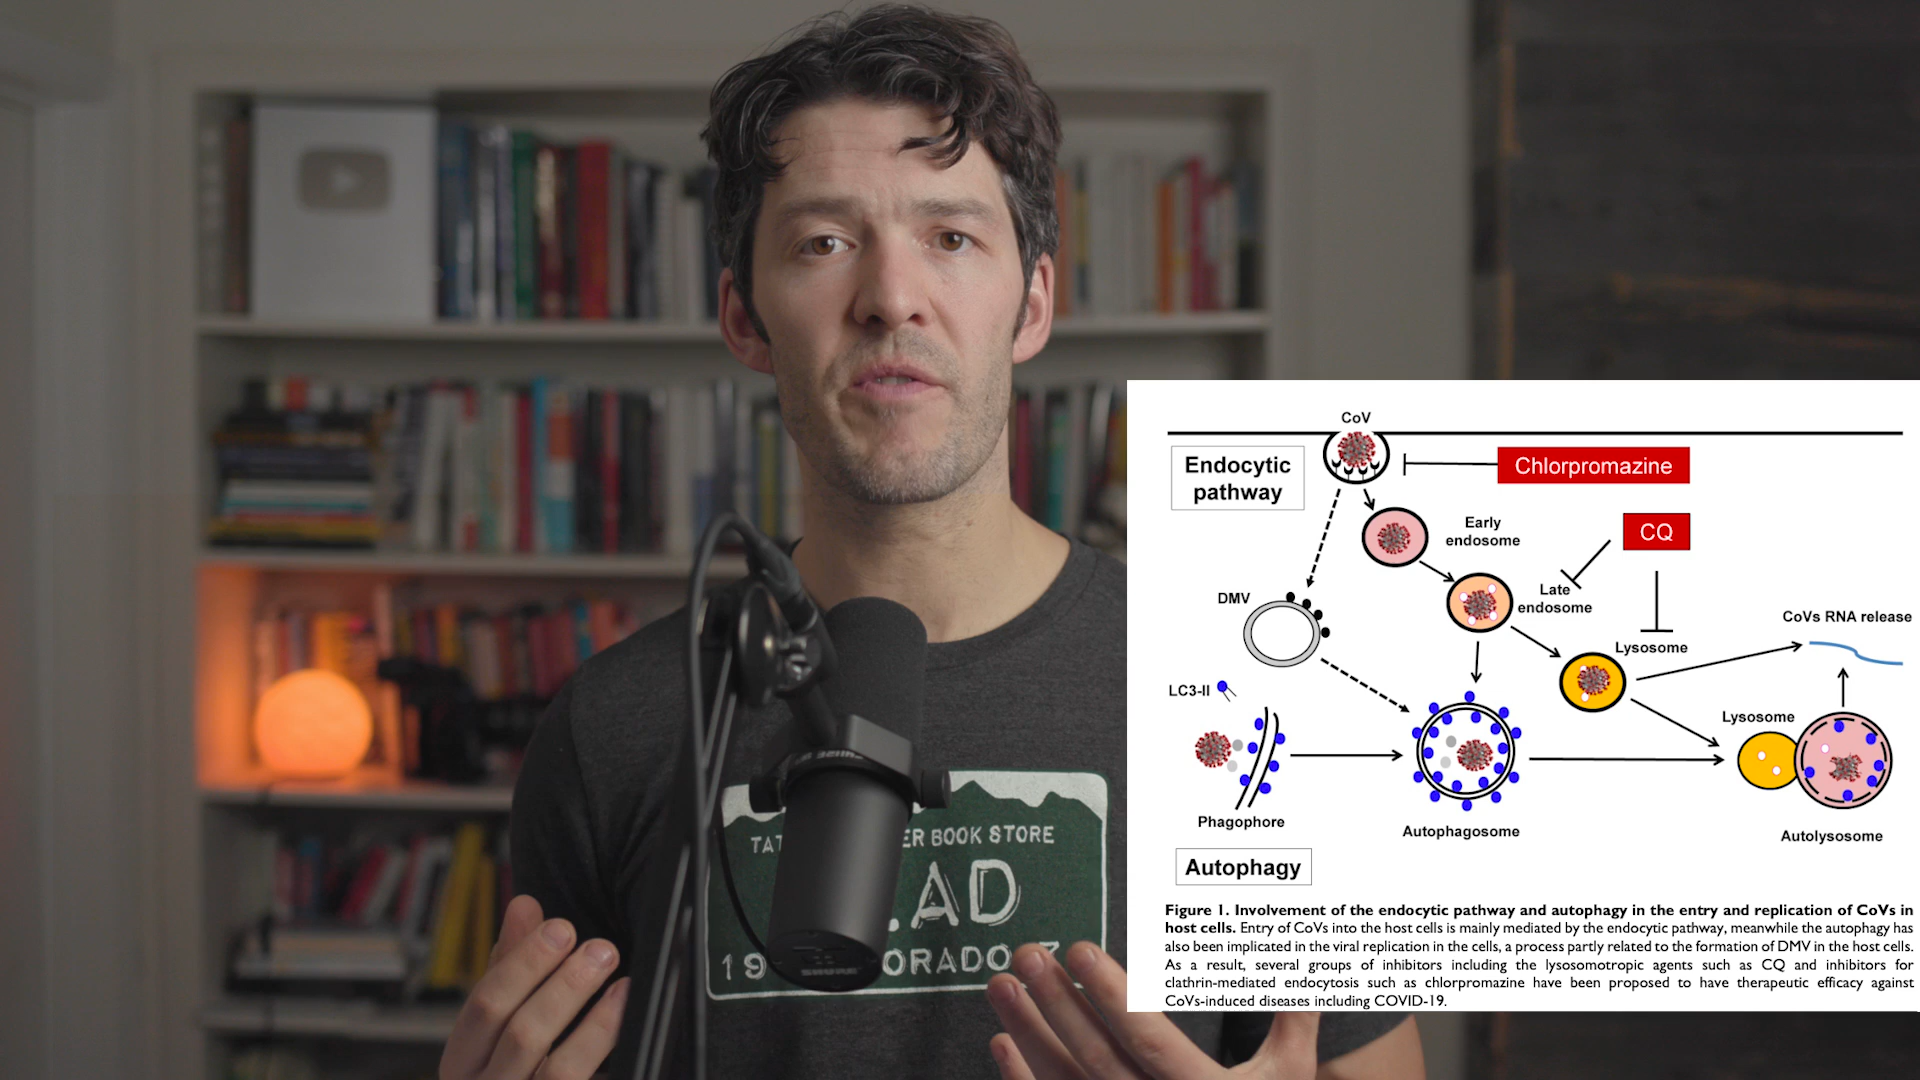 CoV
Endocytic
pathway
Chlorpromazine
Early
endosome
CQ
Late
endosome
DMV
CoVs RNA release
Lysosome
LC3-II
Lysosome
Phagophore
Autophagosome
Autolysosome
Autophagy
Figure 1. Involvement of the endocytic pathway and autophagy in the entry and replication of CoVs in
host cells. Entry of CoVs into the host cells is mainly mediated by the endocytic pathway, meanwhile the autophagy has
also been implicated in the viral replication in the cells, a process partly related to the formation of DMV in the host cells.
As a result, several groups of inhibitors including the lysosomotropic agents such as CQ and inhibitors for
clathrin-mediated endocytosis such as chlorpromazine have been proposed to have therapeutic efficacy against
CoVs-induced diseases including COVID-19.
BOOK STORE
ORADO
SHURE